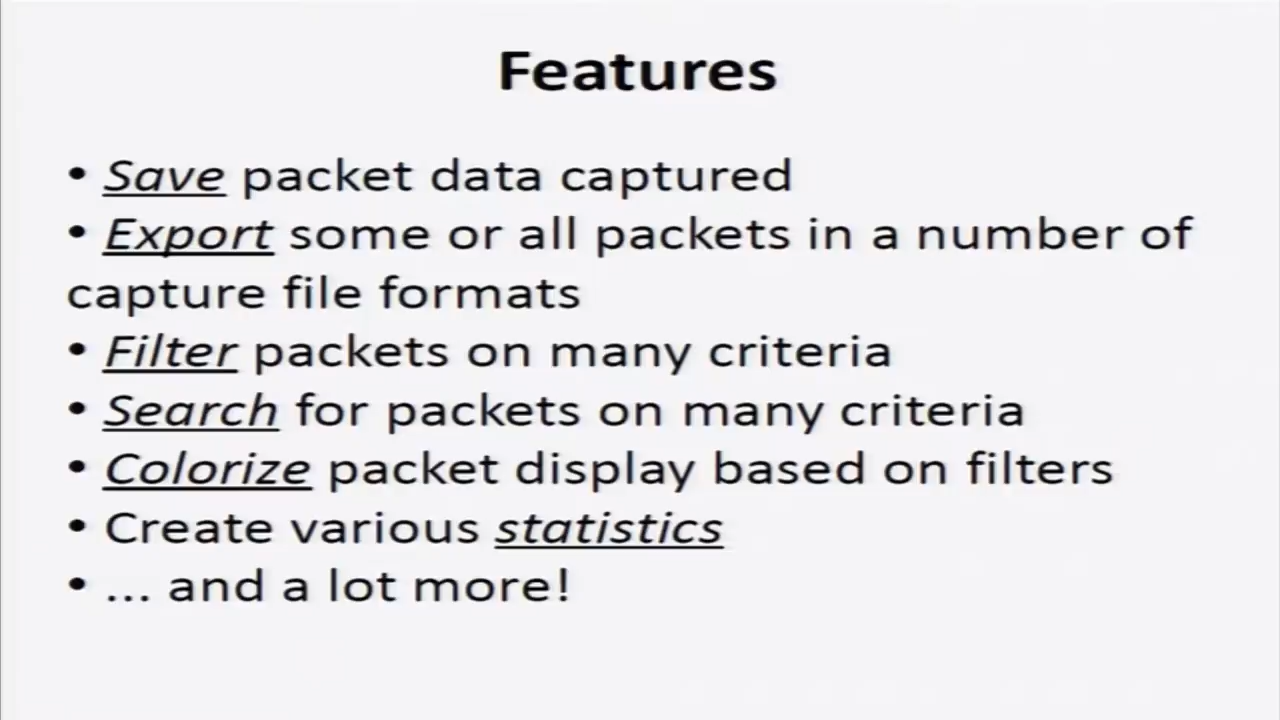 Features
• Save packet data captured
• Export some or all packets in a number of
capture file formats
• Filter packets on many criteria
• Search for packets on many criteria
• Colorize packet display based on filters
• Create various statistics
• ... and a lot more!